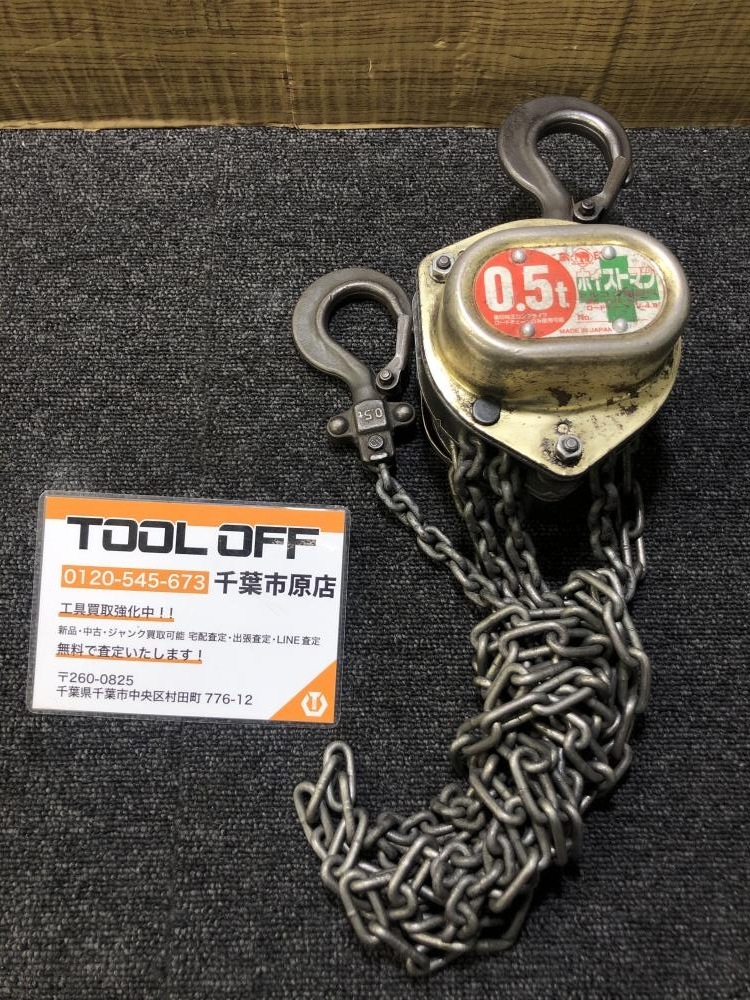 0.5t
ホイストマン
MADE IN JAPAN
0.5t
TOOL OFF
0120-545-673 千葉市原店
工具買取強化中！！
新品・中古・ジャンク買取可能 宅配査定・出張査定・LINE査定
無料で査定いたします！
〒260-0825
千葉県千葉市中央区村田町 776-12